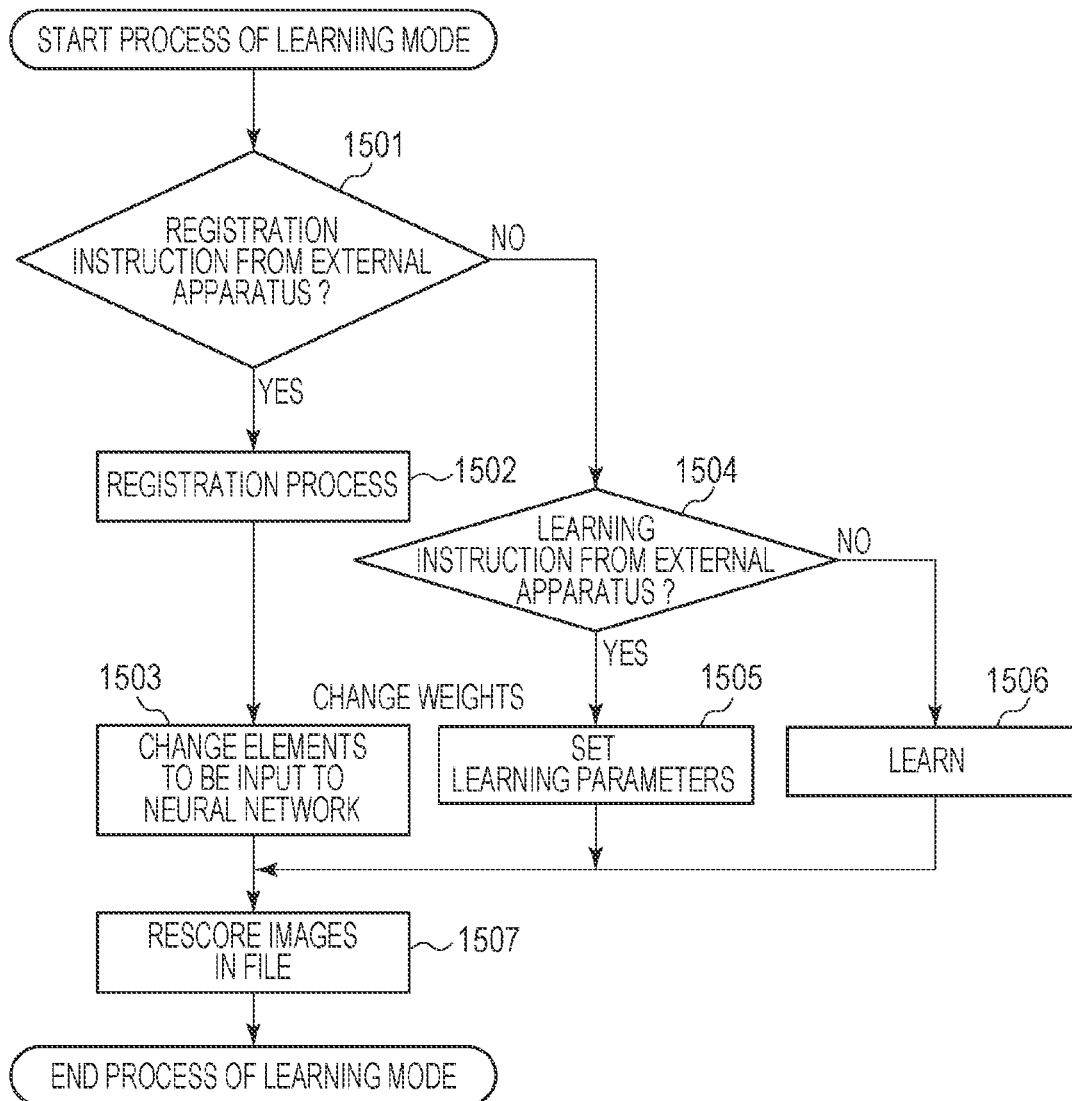 START PROCESS OF LEARNING MODE
1501
REGISTRATION
INSTRUCTION FROM EXTERNAL
APPARATUS ?
NO
YES
REGISTRATION PROCESS
1502
1504
LEARNING
INSTRUCTION FROM EXTERNAL
APPARATUS ?
NO
YES
1503
CHANGE WEIGHTS
1505
1506
CHANGE ELEMENTS
TO BE INPUT TO
NEURAL NETWORK
SET
LEARNING PARAMETERS
LEARN
RESCORE IMAGES
IN FILE
1507
END PROCESS OF LEARNING MODE